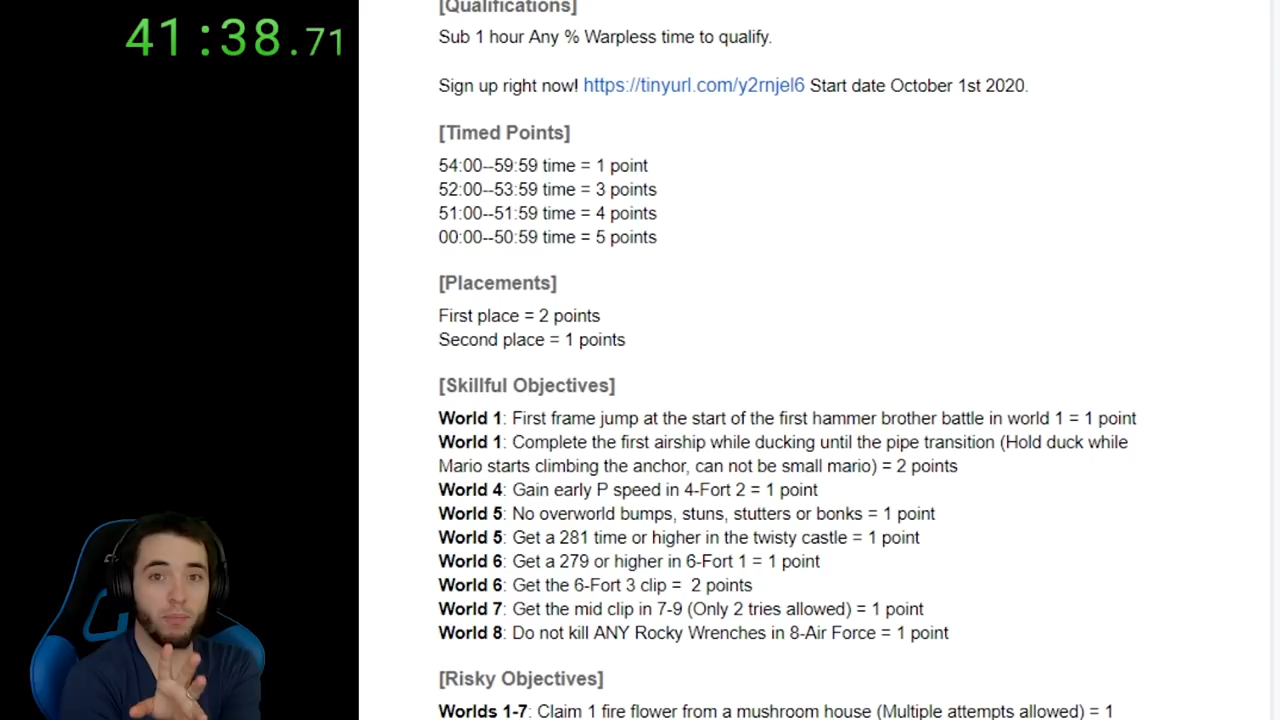 41:38.71
[Qualifications]
Sub 1 hour Any % Warpless time to qualify.
Sign up right now! https://tinyurl.com/y2rnjel6 Start date October 1st 2020.
[Timed Points]
54:00--59:59 time = 1 point
52:00--53:59 time = 3 points
51:00--51:59 time = 4 points
00:00--50:59 time = 5 points
[Placements]
First place = 2 points
Second place = 1 points
[Skillful Objectives]
World 1: First frame jump at the start of the first hammer brother battle in world 1 = 1 point
World 1: Complete the first airship while ducking until the pipe transition (Hold duck while
Mario starts climbing the anchor, can not be small mario) = 2 points
World 4: Gain early P speed in 4-Fort 2 = 1 point
World 5: No overworld bumps, stuns, stutters or bonks = 1 point
World 5: Get a 281 time or higher in the twisty castle = 1 point
World 6: Get a 279 or higher in 6-Fort 1 = 1 point
World 6: Get the 6-Fort 3 clip =  2 points
World 7: Get the mid clip in 7-9 (Only 2 tries allowed) = 1 point
World 8: Do not kill ANY Rocky Wrenches in 8-Air Force = 1 point
[Risky Objectives]
Worlds 1-7: Claim 1 fire flower from a mushroom house (Multiple attempts allowed) = 1